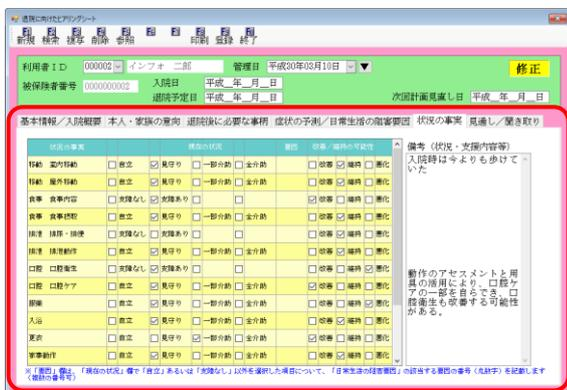 退院に向けたヒアリングシート
新規 検索 複写 削除 参照 印刷 登録 終了
利用者ID 000002 インフォ 二郎 管理日 平成30年03月10日 ▼ 修正
被保険者番号 0000000002 入院日 平成__年__月__日
退院予定日 平成__年__月__日 次回計画見直し日 平成__年__月__日
基本情報/入院概要 本人・家族の意向 退院後に必要な事柄 症状の予測/日常生活の阻害要因 状況の事実 見通し/聞き取り
状況の事実 現在の状況 要因 改善/維持の可能性 備考(状況・支援内容等)
移動 室内移動 自立 見守り 一部介助 全介助 改善 維持 悪化
移動 屋外移動 自立 見守り 一部介助 全介助 改善 維持 悪化
食事 食事内容 支障なし 支障あり 改善 維持 悪化
食事 食事摂取 自立 見守り 一部介助 全介助 改善 維持 悪化
排泄 排尿・排便 支障なし 支障あり 改善 維持 悪化
排泄 排泄動作 自立 見守り 一部介助 全介助 改善 維持 悪化
口腔 口腔衛生 支障なし 支障あり 改善 維持 悪化
口腔 口腔ケア 自立 見守り 一部介助 全介助 改善 維持 悪化
服薬 自立 見守り 一部介助 全介助 改善 維持 悪化
入浴 自立 見守り 一部介助 全介助 改善 維持 悪化
更衣 自立 見守り 一部介助 全介助 改善 維持 悪化
家事動作 自立 見守り 一部介助 全介助 改善 維持 悪化
入院時は今よりも歩けて
いた
動作のアセスメントと用
具の活用により、口腔ケ
アの一部を自らでき、口
腔衛生も改善する可能性
がある。
※「要因」欄は、「現在の状況」欄で「自立」あるいは「支障なし」以外を選択した項目について、「日常生活の障害要因」の該当する要因の番号(丸数字)を記載します
(複数の番号可)